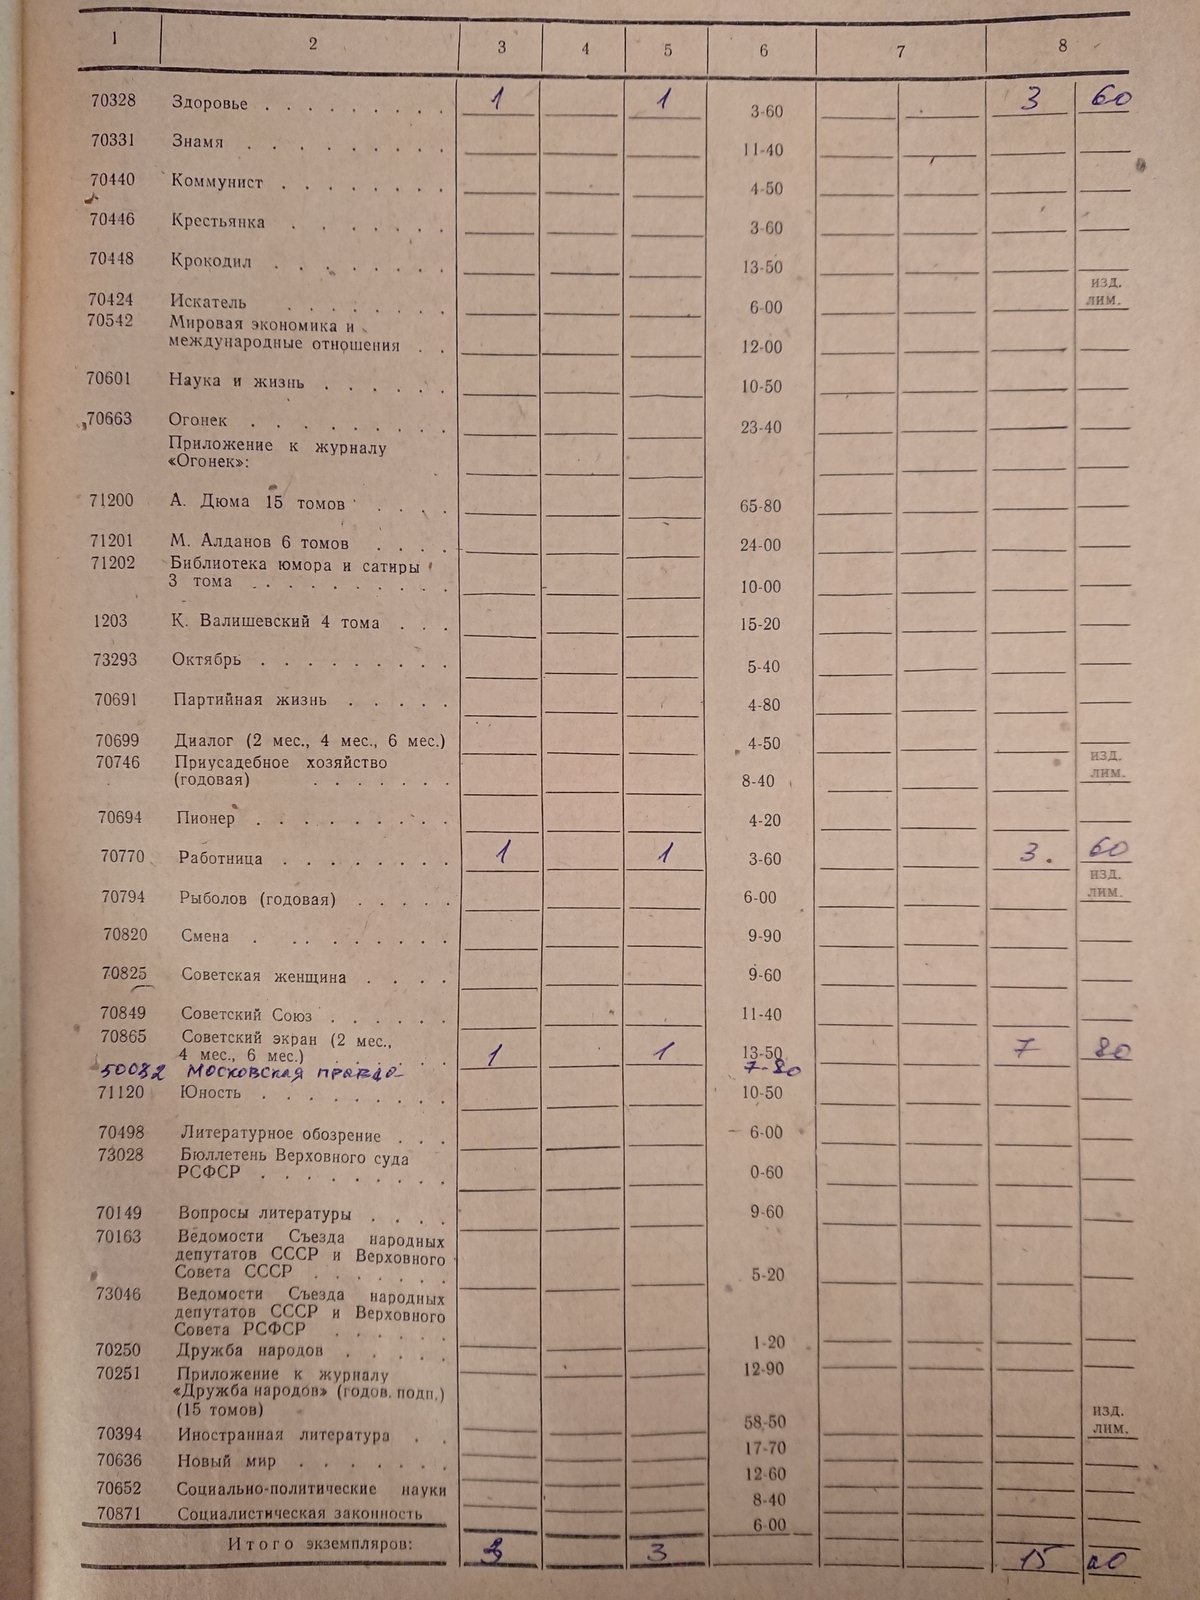 1 2 3 4 5 6 7 8
70328 Здоровье . . . . . . . . . 1 1 3-60 3 60
70331 Знамя . . . . . . . . . 11-40
70440 Коммунист . . . . . . . 4-50
70446 Крестьянка . . . . . . 3-60
70448 Крокодил . . . . . . . 13-50
изд.
70424 Искатель . . . . . . . 6-00 лим.
70542 Мировая экономика и
международные отношения . . 12-00
70601 Наука и жизнь . . . . . . 10-50
70663 Огонек . . . . . . . . . 23-40
Приложение к журналу
«Огонек»:
71200 А. Дюма 15 томов . . . . 65-80
71201 М. Алданов 6 томов . . . . 24-00
71202 Библиотека юмора и сатиры
3 тома . . . . . . . . . 10-00
1203 К. Валишевский 4 тома . . . 15-20
73293 Октябрь . . . . . . . . . 5-40
70691 Партийная жизнь . . . . . 4-80
70699 Диалог (2 мес., 4 мес., 6 мес.) 4-50
70746 Приусадебное хозяйство изд.
(годовая) . . . . . . 8-40 лим.
70694 Пионер . . . . . . . . . 4-20
70770 Работница . . . . . . . . 1 1 3-60 3. 60
изд.
70794 Рыболов (годовая) . . . . . 6-00 лим.
70820 Смена . . . . . . . . 9-90
70825 Советская женщина . . . . 9-60
70849 Советский Союз . . . . . . 11-40
70865 Советский экран (2 мес.,
4 мес., 6 мес.) . . . . . 1 1 13-50 7 80
50082 Московская правда 7-80
71120 Юность . . . . . . . . . 10-50
70498 Литературное обозрение . . . 6-00
73028 Бюллетень Верховного суда
РСФСР . . . . . . . . . 0-60
70149 Вопросы литературы . . . . 9-60
70163 Ведомости Съезда народных
депутатов СССР и Верховного
Совета СССР . . . . . . 5-20
73046 Ведомости Съезда народных
депутатов СССР и Верховного
Совета РСФСР . . . . . . 1-20
70250 Дружба народов . . . . . 12-90
70251 Приложение к журналу
«Дружба народов» (годов. подп.)
(15 томов) 58-50 изд.
70394 Иностранная литература . . 17-70 лим.
70636 Новый мир . . . . . . . 12-60
70652 Социально-политические науки 8-40
70871 Социалистическая законность 6-00
Итого экземпляров: 3 3 15 00